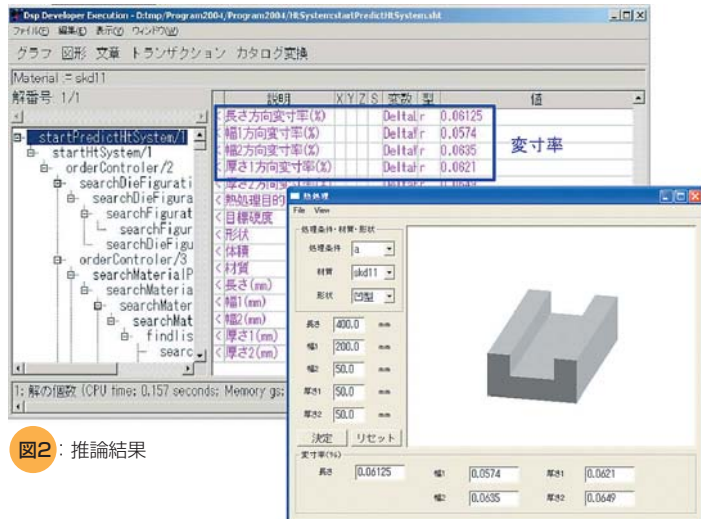 Dsp Developer Execution - D:tmp/Program2004/Program2004/HtSystem:startPredictHtSystem.sht
ファイル(F) 編集(E) 表示(V) ウィンドウ(W)
グラフ 図形 文章 トランザクション カタログ変換
Material := skd11
解番号 1/1
説明 X Y Z S 変数 型 値
< 長さ方向変寸率(%) Deltal r 0.06125
< 幅1方向変寸率(%) r 0.0574
< 幅2方向変寸率(%) r 0.0635
< 厚さ1方向変寸率(%) r 0.0621
変寸率
< 熱処理目的
< 目標硬度
< 形状
< 体積
< 材質
< 長さ(mm)
< 幅1(mm)
< 幅2(mm)
< 厚さ1(mm)
< 厚さ2(mm)
startPredictHtSystem/1
startHtSystem/1
orderControler/2
searchDieFigurati
searchDieFigura
searchFigurat
searchFigur
searchDieFigu
orderControler/3
searchMaterialP
searchMateria
searchMater
searchMat
findlis
searc
1: 解の個数 (CPU time: 0.157 seconds; Memory gs:
熱処理
File View
処理条件・材質・形状
処理条件 a
材質 skd11
形状 凹型
長さ 400.0 mm
幅1 200.0 mm
幅2 50.0 mm
厚さ1 50.0 mm
厚さ2 50.0 mm
決定 リセット
変寸率(%)
長さ 0.06125 幅1 0.0574 厚さ1 0.0621
幅2 0.0635 厚さ2 0.0649
図2：推論結果